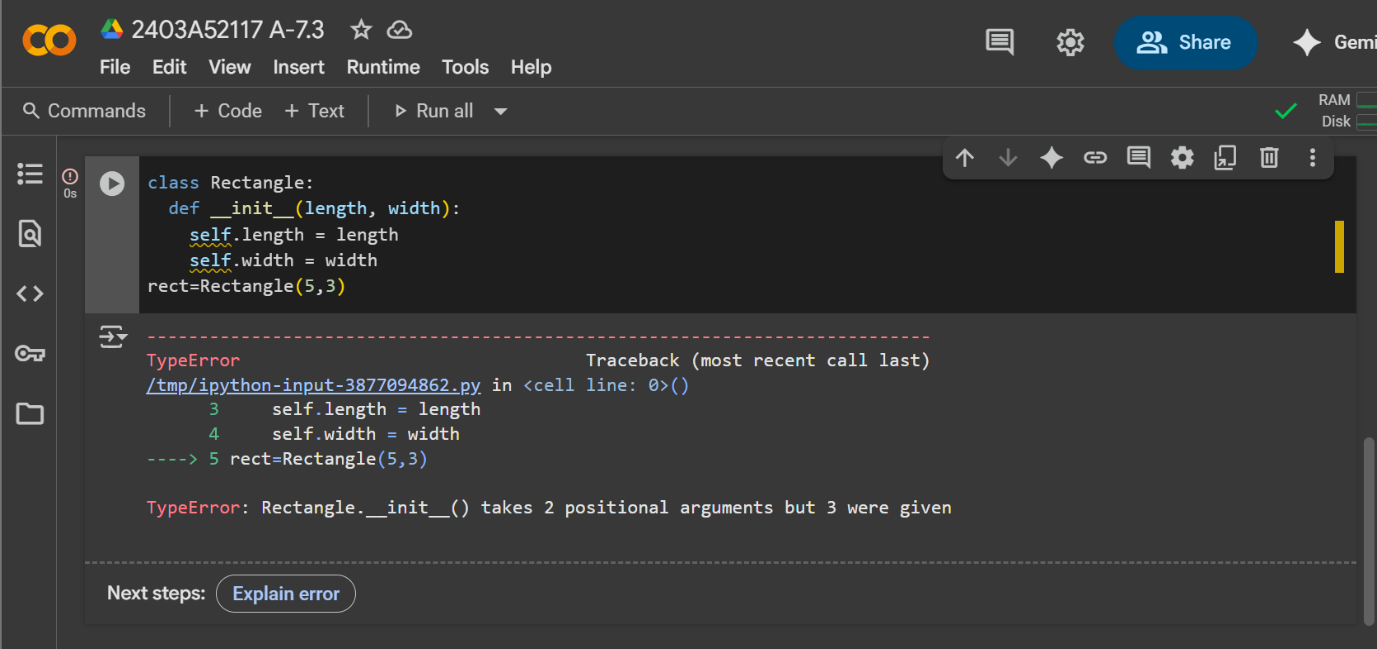 2403A52117 A-7.3
File Edit View Insert Runtime Tools Help
Share
Gemi
Commands + Code + Text Run all
RAM
Disk
0s
class Rectangle:
  def __init__(length, width):
    self.length = length
    self.width = width
rect=Rectangle(5,3)
---------------------------------------------------------------------------
TypeError                                 Traceback (most recent call last)
/tmp/ipython-input-3877094862.py in <cell line: 0>()
      3     self.length = length
      4     self.width = width
----> 5 rect=Rectangle(5,3)
TypeError: Rectangle.__init__() takes 2 positional arguments but 3 were given
Next steps: Explain error